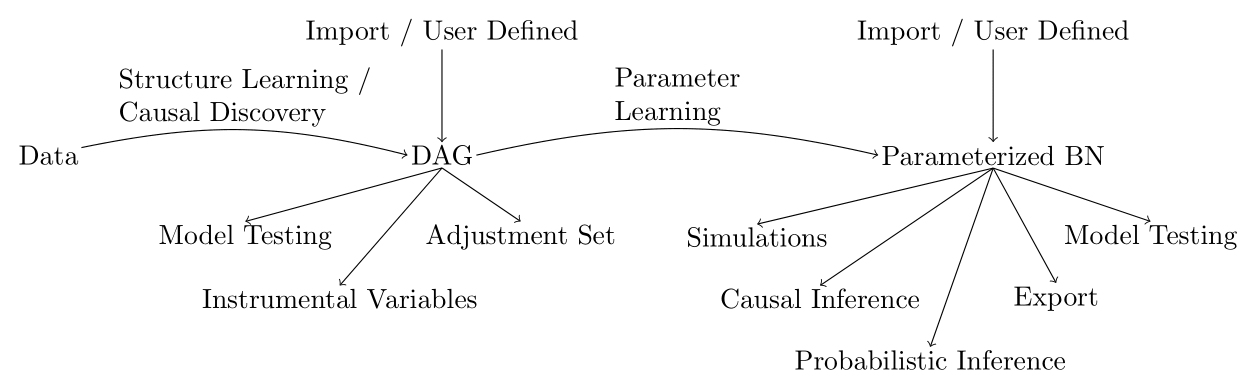 Import / User Defined
Import / User Defined
Structure Learning /
Causal Discovery
Parameter
Learning
Data
DAG
Parameterized BN
Model Testing
Adjustment Set
Simulations
Model Testing
Instrumental Variables
Causal Inference
Export
Probabilistic Inference